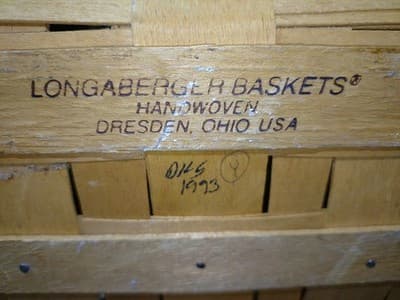 LONGABERGER BASKETS®
HANDWOVEN
DRESDEN, OHIO USA
1993